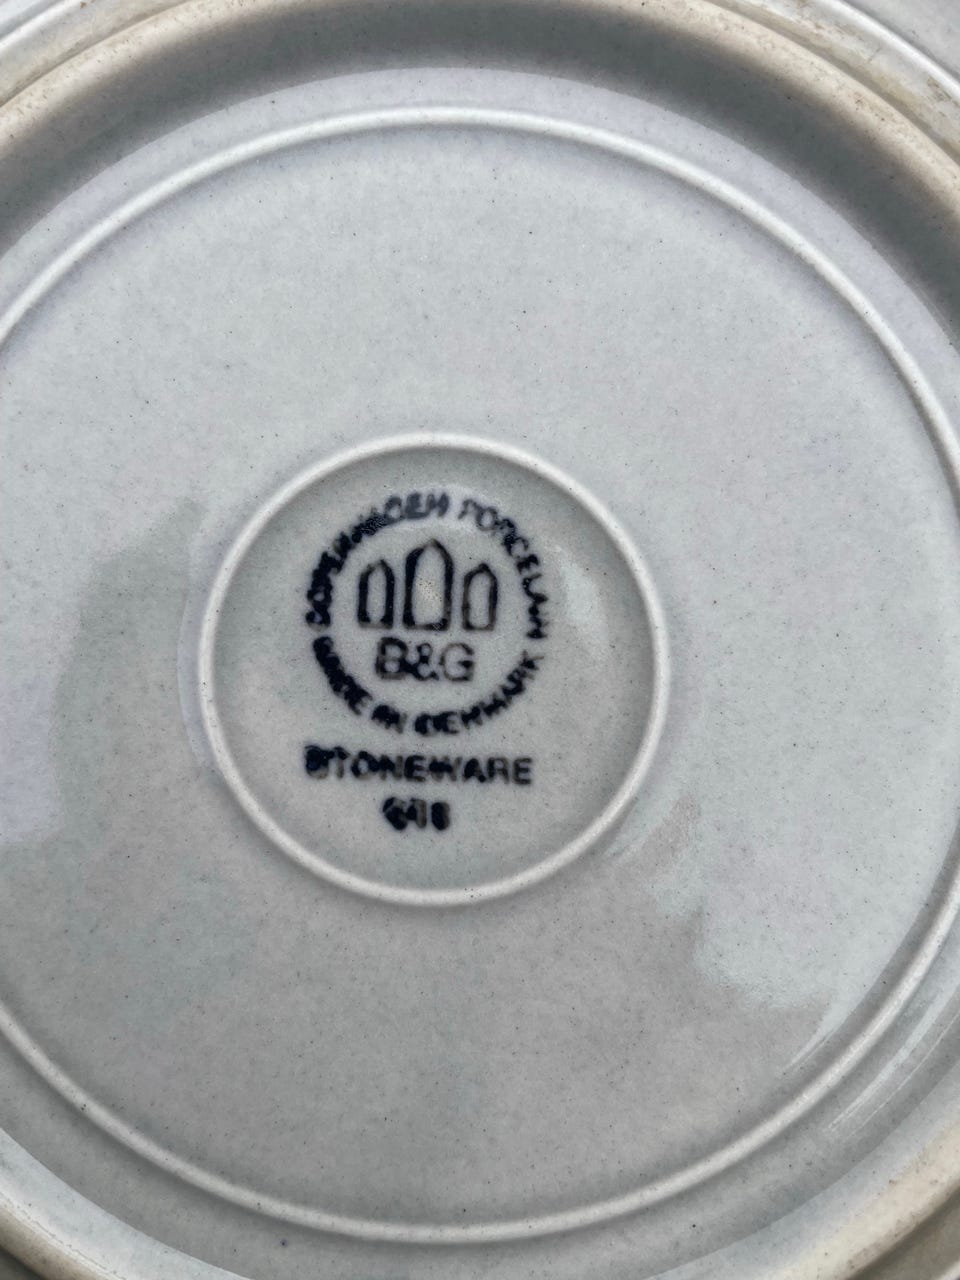 COPENHAGEN PORCELAIN
B&G
MADE IN DENMARK
STONEWARE